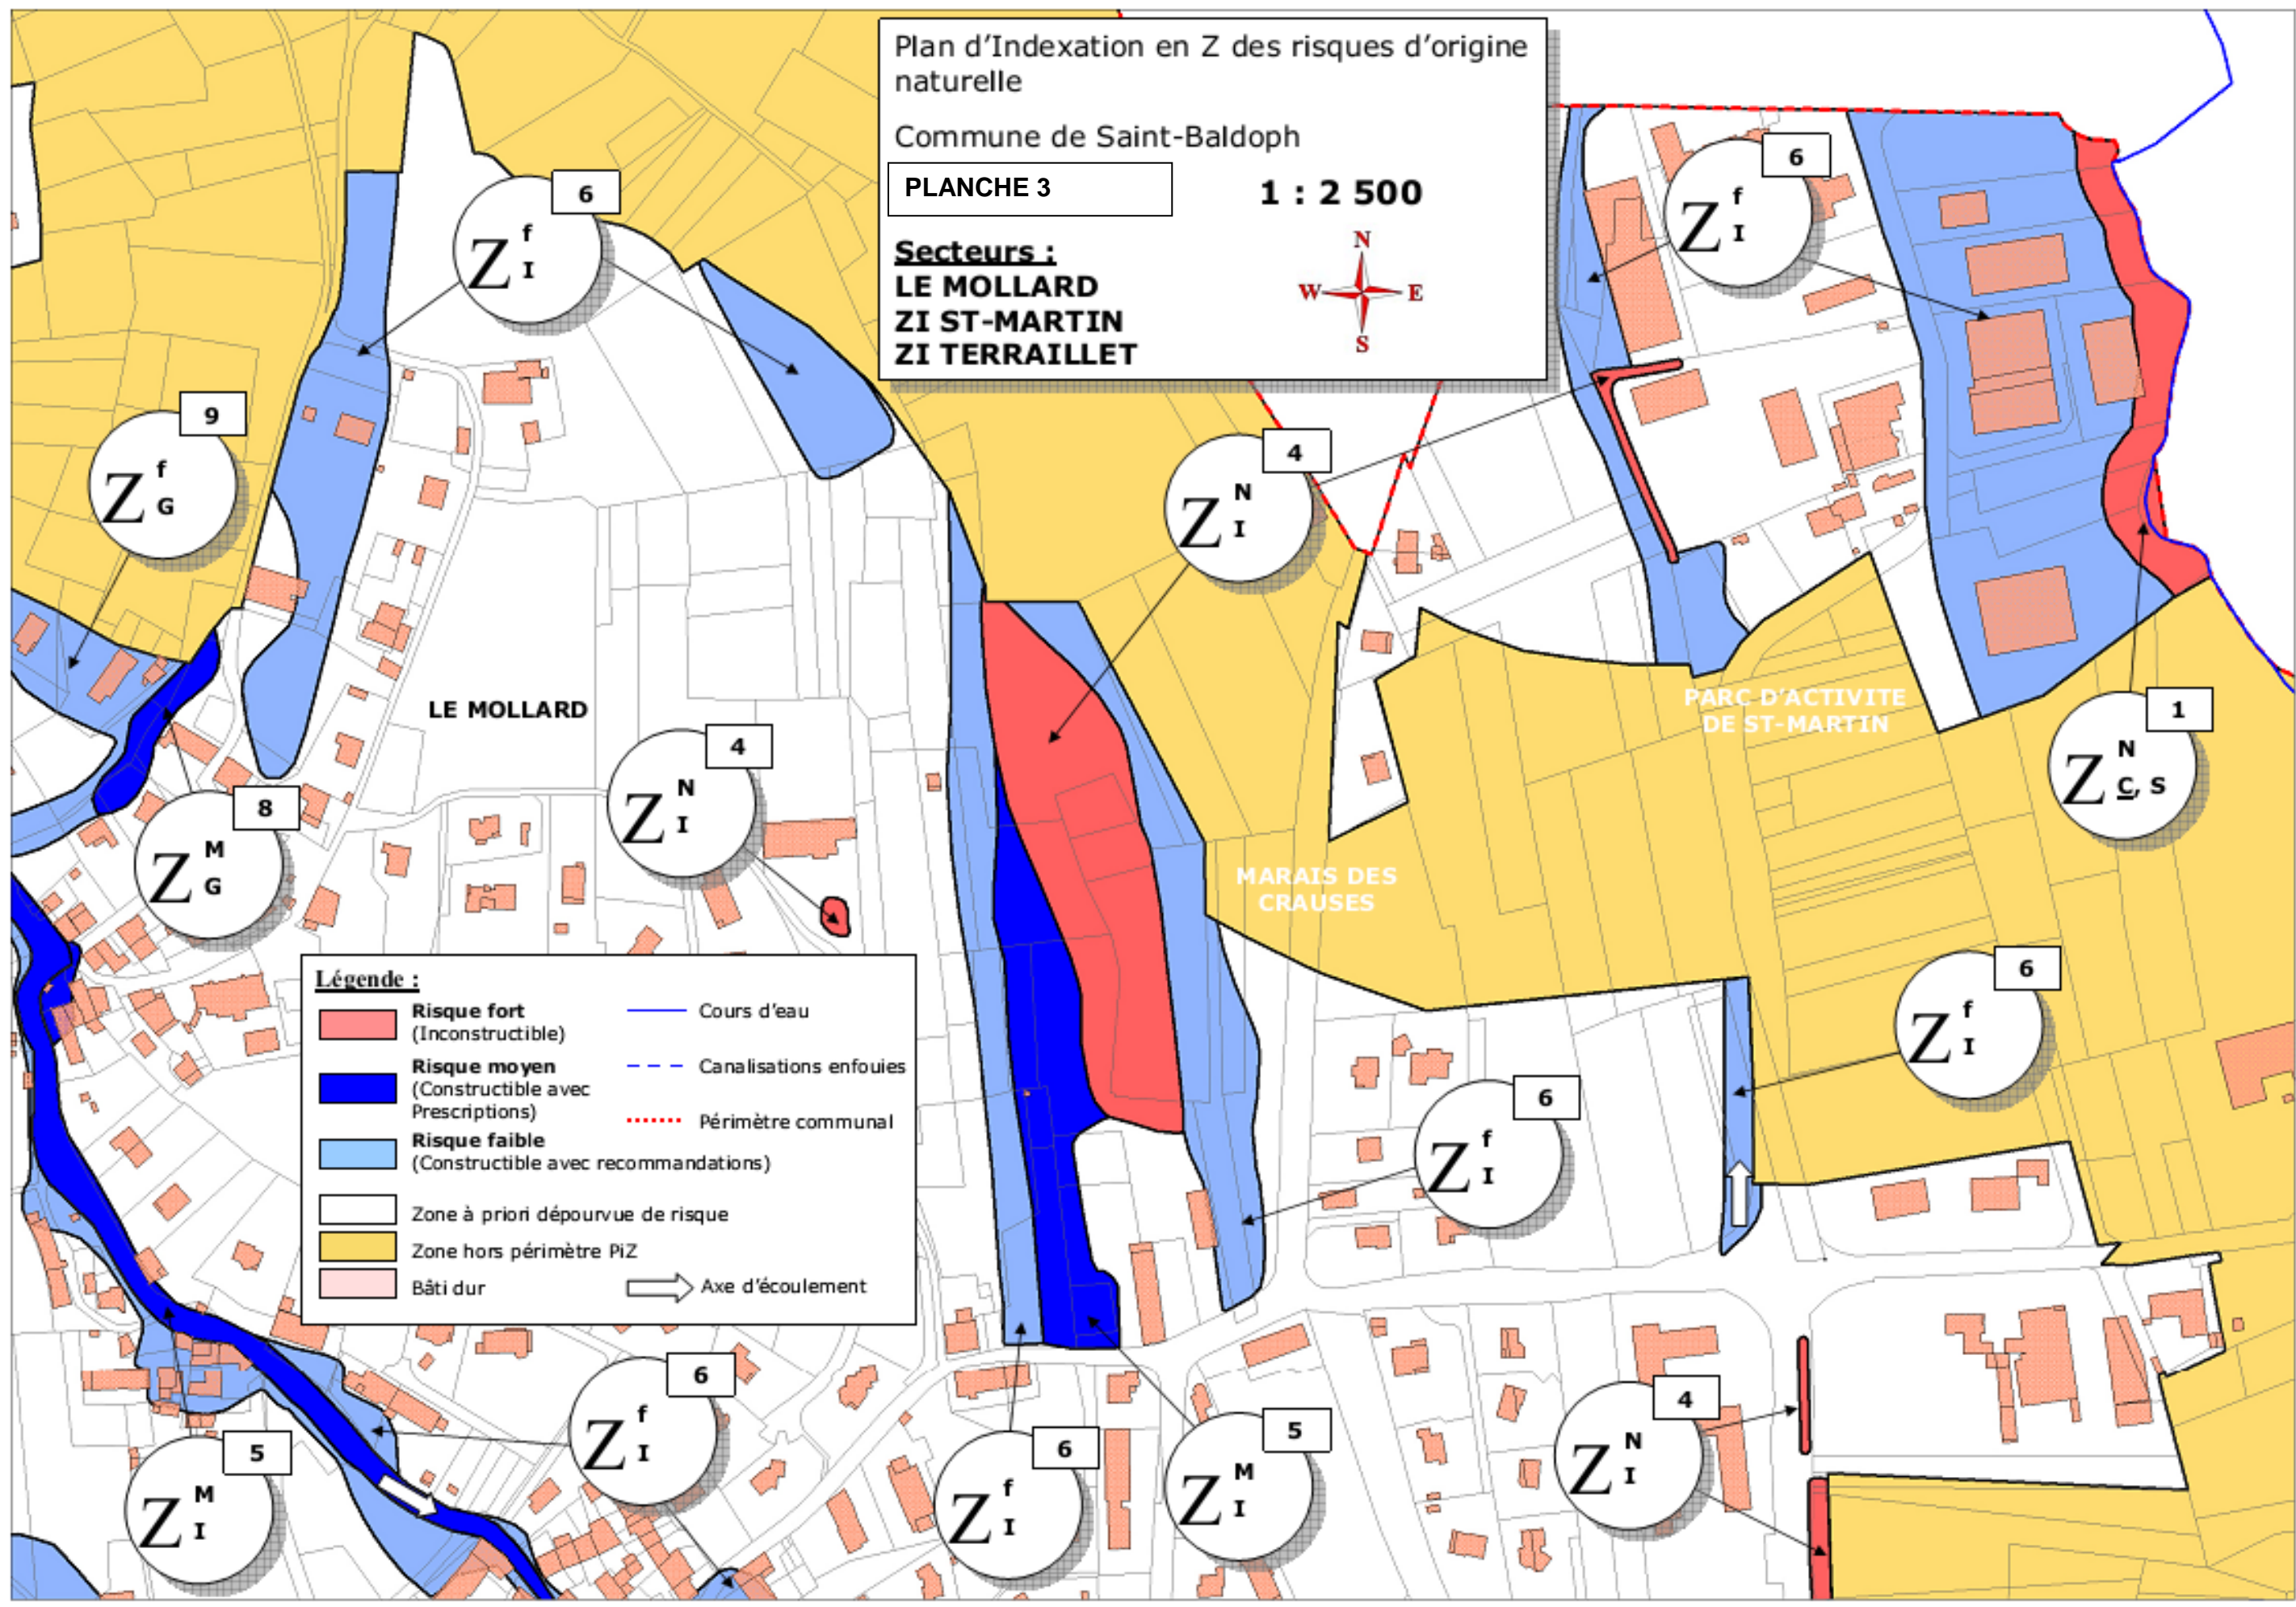 Plan d'Indexation en Z des risques d'origine
naturelle
Commune de Saint-Baldoph
PLANCHE 3
1 : 2 500
Secteurs :
LE MOLLARD
ZI ST-MARTIN
ZI TERRAILLET
N
W E
S
6
Z f I
6
Z f I
9
Z f G
4
Z N I
LE MOLLARD
PARC D'ACTIVITE
DE ST-MARTIN
4
Z N I
1
Z N C, S
8
Z M G
MARAIS DES
CRAUSES
6
Z f I
Légende :
Risque fort
(Inconstructible)
Risque moyen
(Constructible avec
Prescriptions)
Risque faible
(Constructible avec recommandations)
Zone à priori dépourvue de risque
Zone hors périmètre PiZ
Bâti dur
Cours d'eau
Canalisations enfouies
Périmètre communal
Axe d'écoulement
6
Z f I
6
Z f I
4
Z N I
5
Z M I
6
Z f I
5
Z M I